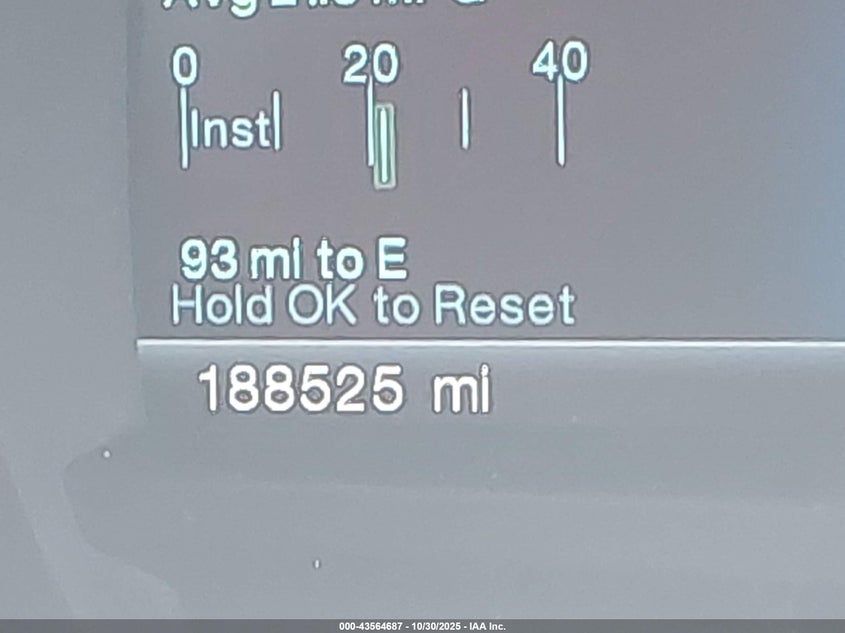 0 20 40
Inst
93 mi to E
Hold OK to Reset
188525 mi
000-43564687 - 10/30/2025 - IAA Inc.